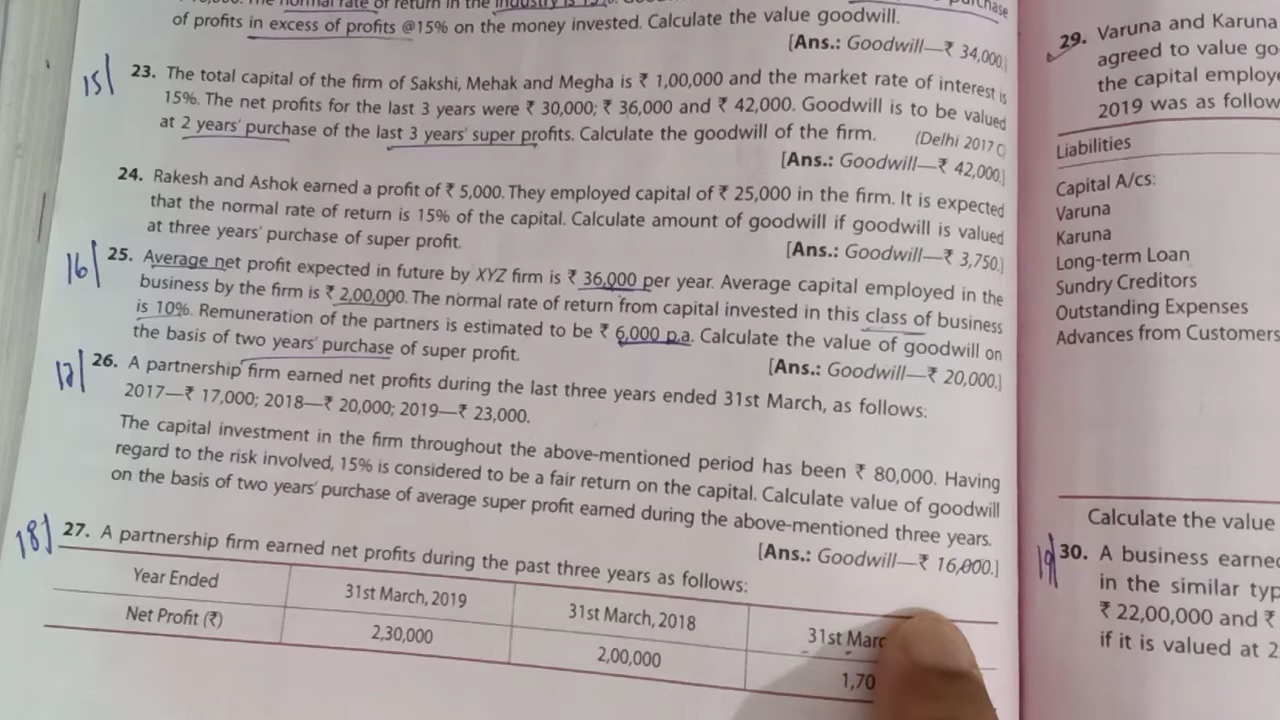 normal rate of return in the industry is 15%.
purchase
of profits in excess of profits @15% on the money invested. Calculate the value goodwill.
[Ans.: Goodwill—₹ 34,000.]
15]
23. The total capital of the firm of Sakshi, Mehak and Megha is ₹ 1,00,000 and the market rate of interest is
15%. The net profits for the last 3 years were ₹ 30,000; ₹ 36,000 and ₹ 42,000. Goodwill is to be valued
at 2 years' purchase of the last 3 years' super profits. Calculate the goodwill of the firm. (Delhi 2017 C)
[Ans.: Goodwill—₹ 42,000.]
24. Rakesh and Ashok earned a profit of ₹ 5,000. They employed capital of ₹ 25,000 in the firm. It is expected
that the normal rate of return is 15% of the capital. Calculate amount of goodwill if goodwill is valued
at three years' purchase of super profit.
[Ans.: Goodwill—₹ 3,750.]
16]
25. Average net profit expected in future by XYZ firm is ₹ 36,000 per year. Average capital employed in the
business by the firm is ₹ 2,00,000. The normal rate of return from capital invested in this class of business
is 10%. Remuneration of the partners is estimated to be ₹ 6,000 p.a. Calculate the value of goodwill on
the basis of two years' purchase of super profit.
[Ans.: Goodwill—₹ 20,000.]
17]
26. A partnership firm earned net profits during the last three years ended 31st March, as follows:
2017—₹ 17,000; 2018—₹ 20,000; 2019—₹ 23,000.
The capital investment in the firm throughout the above-mentioned period has been ₹ 80,000. Having
regard to the risk involved, 15% is considered to be a fair return on the capital. Calculate value of goodwill
on the basis of two years' purchase of average super profit earned during the above-mentioned three years.
[Ans.: Goodwill—₹ 16,000.]
18]
27. A partnership firm earned net profits during the past three years as follows:
Year Ended 31st March, 2019 31st March, 2018 31st Marc
Net Profit (₹) 2,30,000 2,00,000 1,70
29. Varuna and Karuna
agreed to value go
the capital employe
2019 was as follow
Liabilities
Capital A/cs:
Varuna
Karuna
Long-term Loan
Sundry Creditors
Outstanding Expenses
Advances from Customers
Calculate the value
19]
30. A business earned
in the similar typ
₹ 22,00,000 and ₹
if it is valued at 2